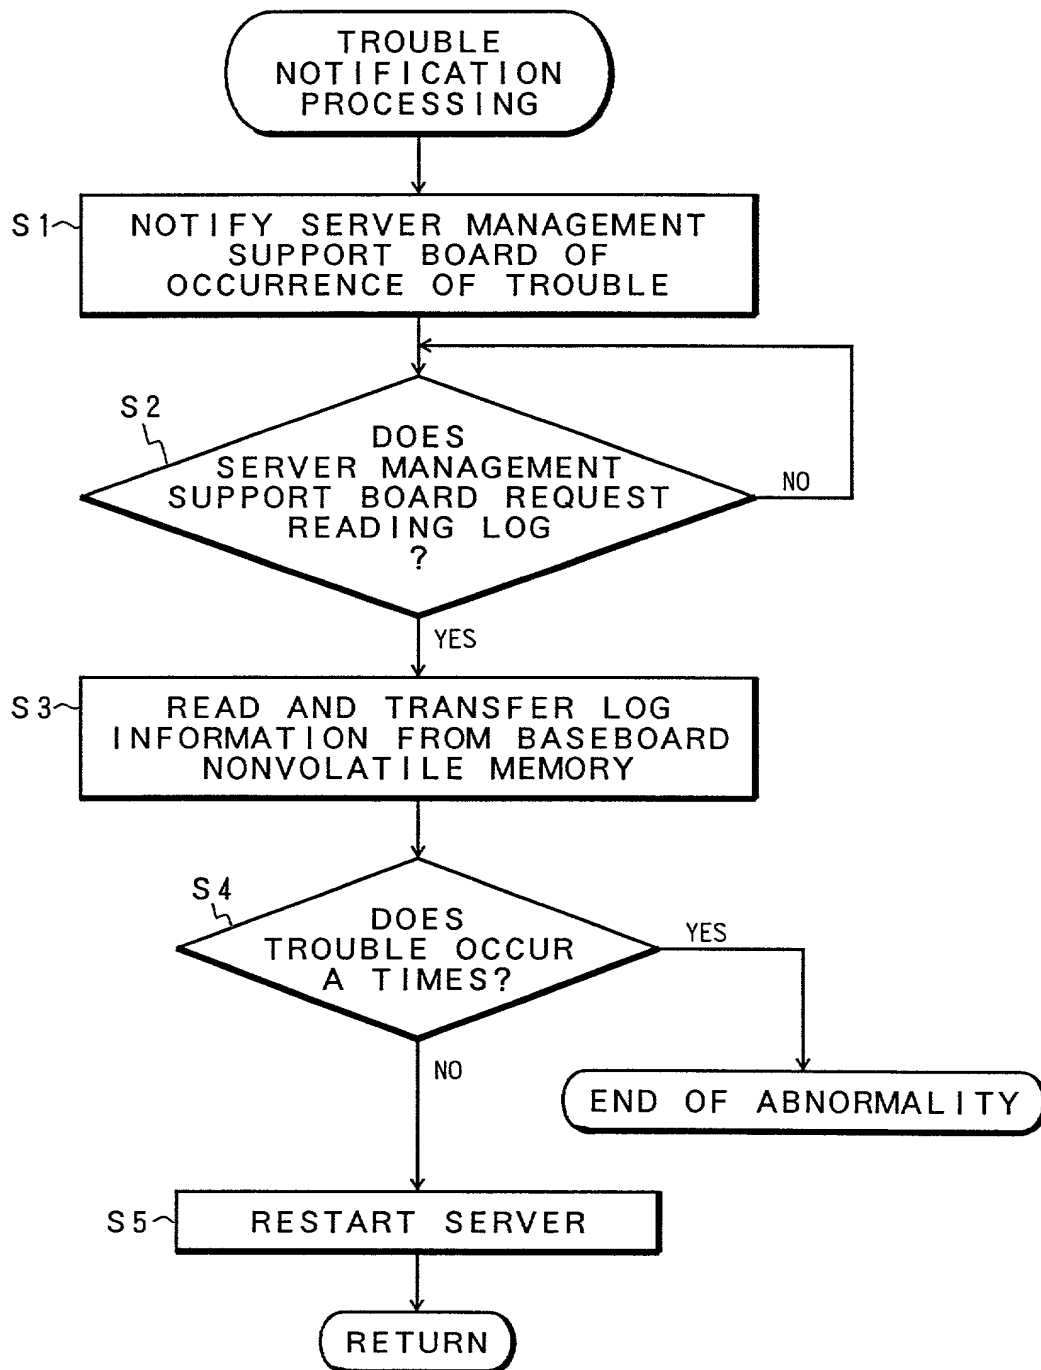 TROUBLE
NOTIFICATION
PROCESSING
S1
NOTIFY SERVER MANAGEMENT
SUPPORT BOARD OF
OCCURRENCE OF TROUBLE
S2
DOES
SERVER MANAGEMENT
SUPPORT BOARD REQUEST
READING LOG
?
NO
YES
S3
READ AND TRANSFER LOG
INFORMATION FROM BASEBOARD
NONVOLATILE MEMORY
S4
DOES
TROUBLE OCCUR
A TIMES?
YES
NO
END OF ABNORMALITY
S5
RESTART SERVER
RETURN